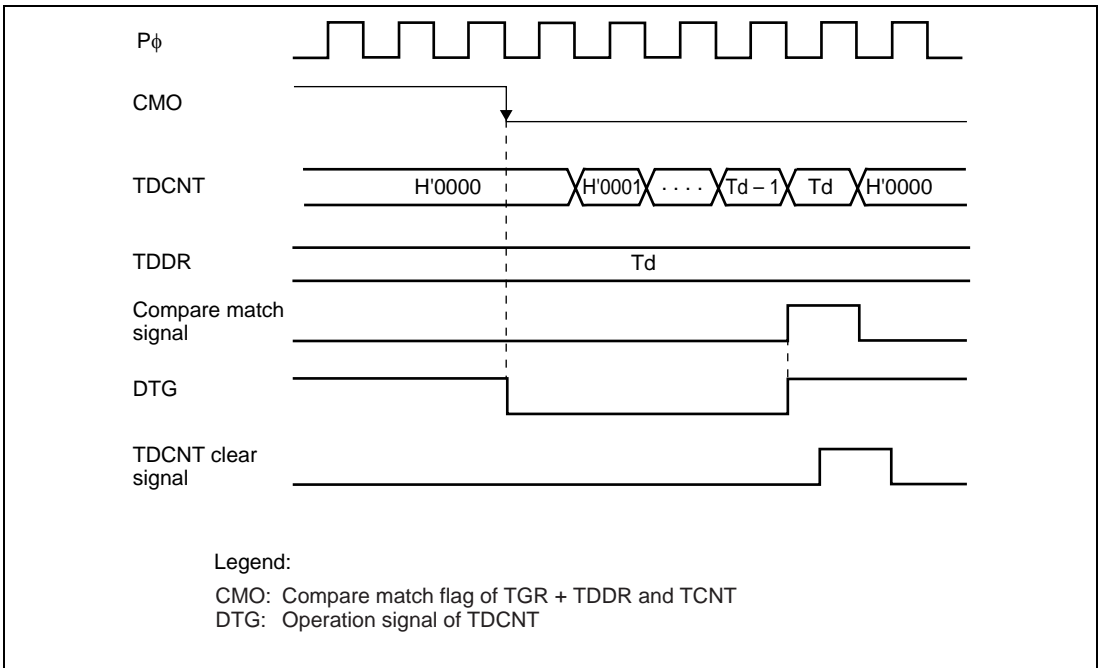 Pφ
CMO
TDCNT H'0000 H'0001 · · · · Td – 1 Td H'0000
TDDR Td
Compare match
signal
DTG
TDCNT clear
signal
Legend:
CMO: Compare match flag of TGR + TDDR and TCNT
DTG: Operation signal of TDCNT